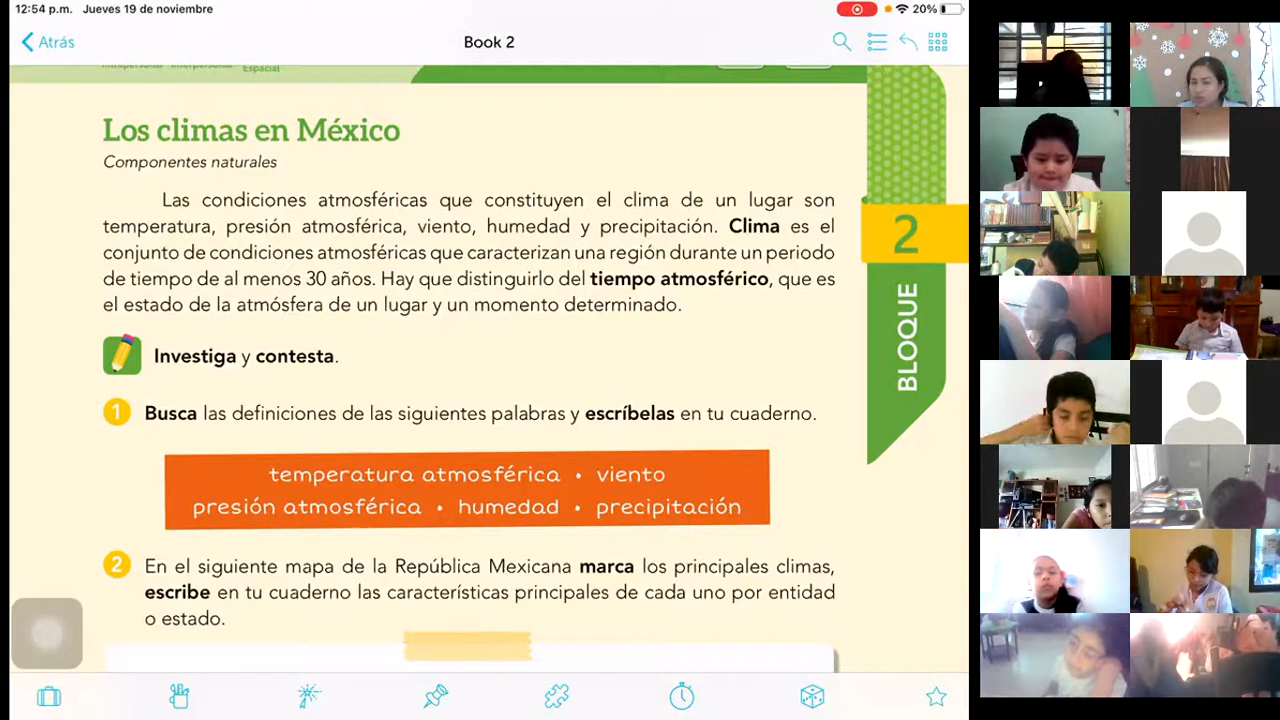 12:54 p.m. Jueves 19 de noviembre
20%
Atrás
Book 2
Intrapersonal Interpersonal Espacial
Los climas en México
Componentes naturales
Las condiciones atmosféricas que constituyen el clima de un lugar son
temperatura, presión atmosférica, viento, humedad y precipitación. Clima es el
conjunto de condiciones atmosféricas que caracterizan una región durante un periodo
de tiempo de al menos 30 años. Hay que distinguirlo del tiempo atmosférico, que es
el estado de la atmósfera de un lugar y un momento determinado.
Investiga y contesta.
1 Busca las definiciones de las siguientes palabras y escríbelas en tu cuaderno.
temperatura atmosférica • viento
presión atmosférica • humedad • precipitación
2 En el siguiente mapa de la República Mexicana marca los principales climas,
escribe en tu cuaderno las características principales de cada uno por entidad
o estado.
2
BLOQUE